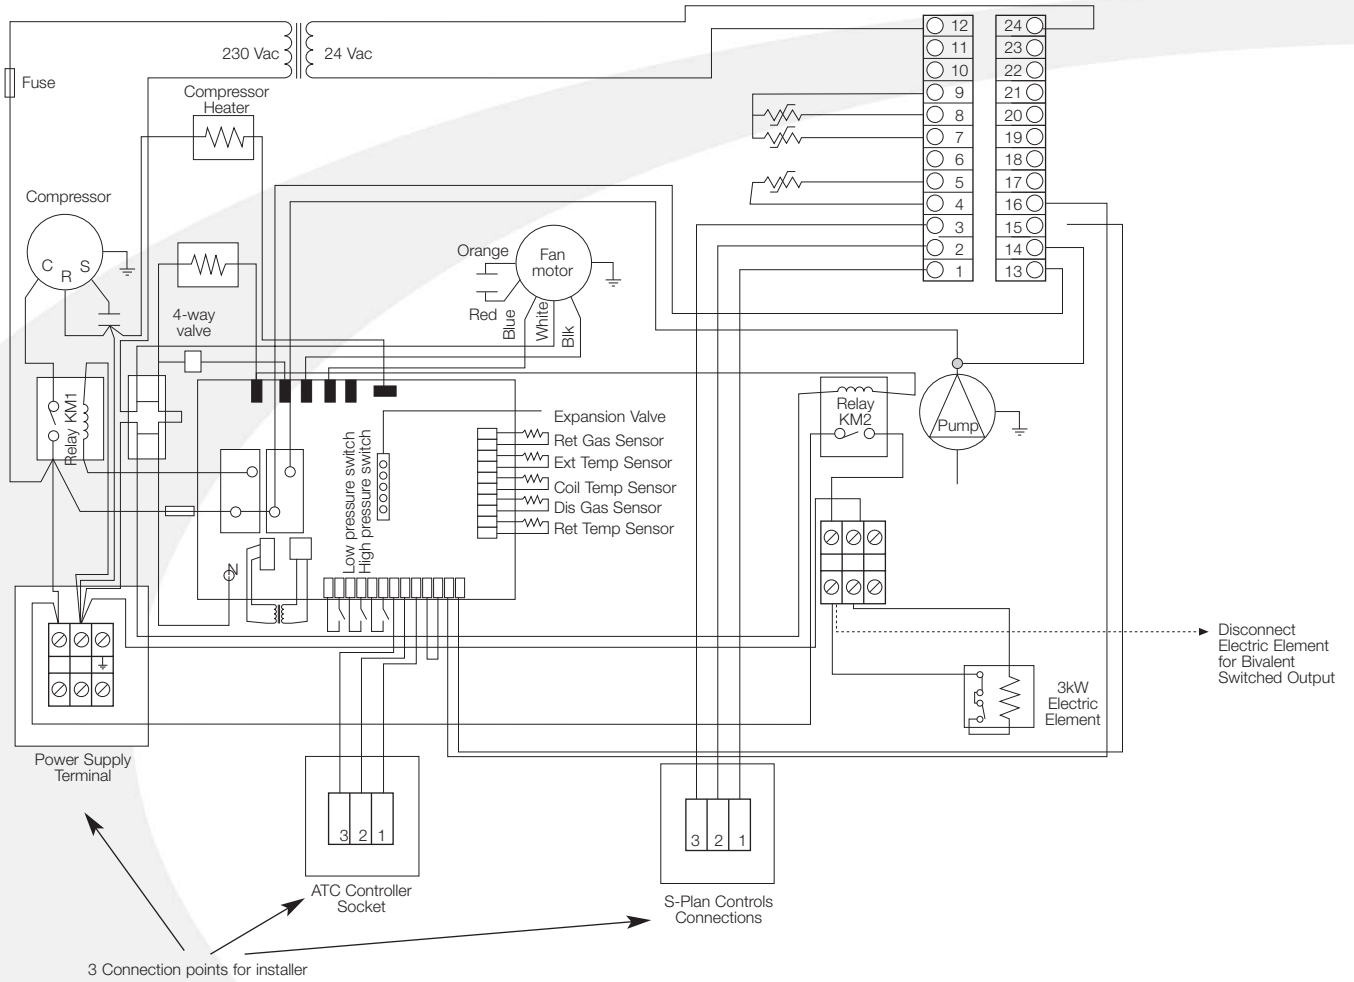 230 Vac
24 Vac
Fuse
Compressor
Heater
Compressor
C
R
S
4-way
valve
Orange
Red
Blue
White
Blk
Fan
motor
12
11
10
9
8
7
6
5
4
3
2
1
24
23
22
21
20
19
18
17
16
15
14
13
Relay KM1
Low pressure switch
High pressure switch
Expansion Valve
Ret Gas Sensor
Ext Temp Sensor
Coil Temp Sensor
Dis Gas Sensor
Ret Temp Sensor
Relay
KM2
Pump
N
Disconnect
Electric Element
for Bivalent
Switched Output
3kW
Electric
Element
Power Supply
Terminal
3 2 1
ATC Controller
Socket
3 2 1
S-Plan Controls
Connections
3 Connection points for installer